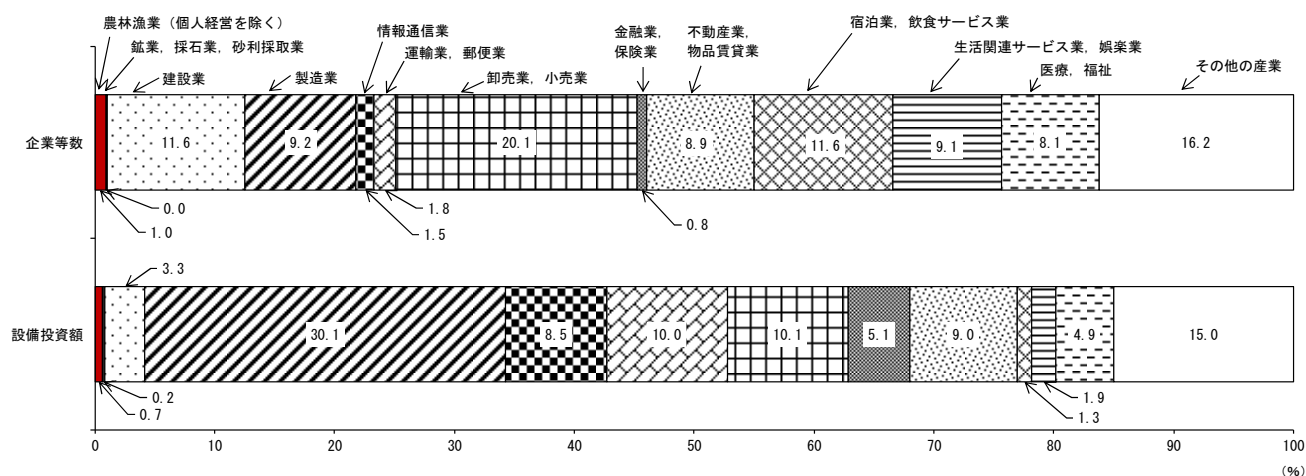 農林漁業（個人経営を除く）
鉱業，採石業，砂利採取業
建設業
製造業
情報通信業
運輸業，郵便業
卸売業，小売業
金融業，
保険業
不動産業，
物品賃貸業
宿泊業，飲食サービス業
生活関連サービス業，娯楽業
医療，福祉
その他の産業
企業等数
11.6
9.2
20.1
8.9
11.6
9.1
8.1
16.2
0.0
1.0
1.8
1.5
0.8
3.3
設備投資額
30.1
8.5
10.0
10.1
5.1
9.0
4.9
15.0
0.2
0.7
1.9
1.3
0 10 20 30 40 50 60 70 80 90 100
（%）